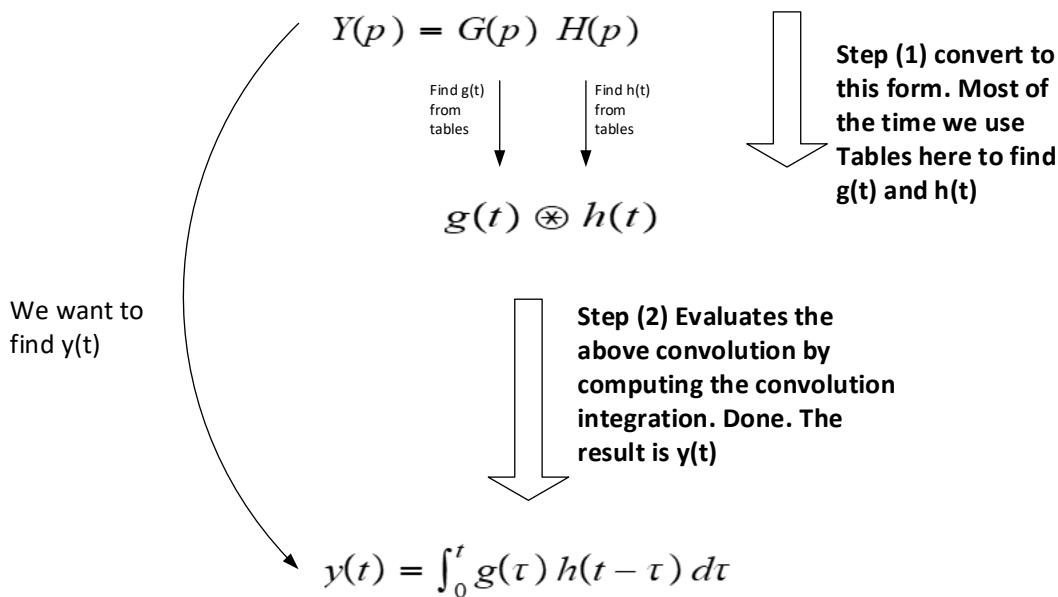 Y(p) = G(p) H(p)
Step (1) convert to
this form. Most of
the time we use
Tables here to find
g(t) and h(t)
Find g(t)
from
tables
Find h(t)
from
tables
g(t) ⊛ h(t)
We want to
find y(t)
Step (2) Evaluates the
above convolution by
computing the convolution
integration. Done. The
result is y(t)
y(t) = ∫₀ᵗ g(τ) h(t − τ) dτ